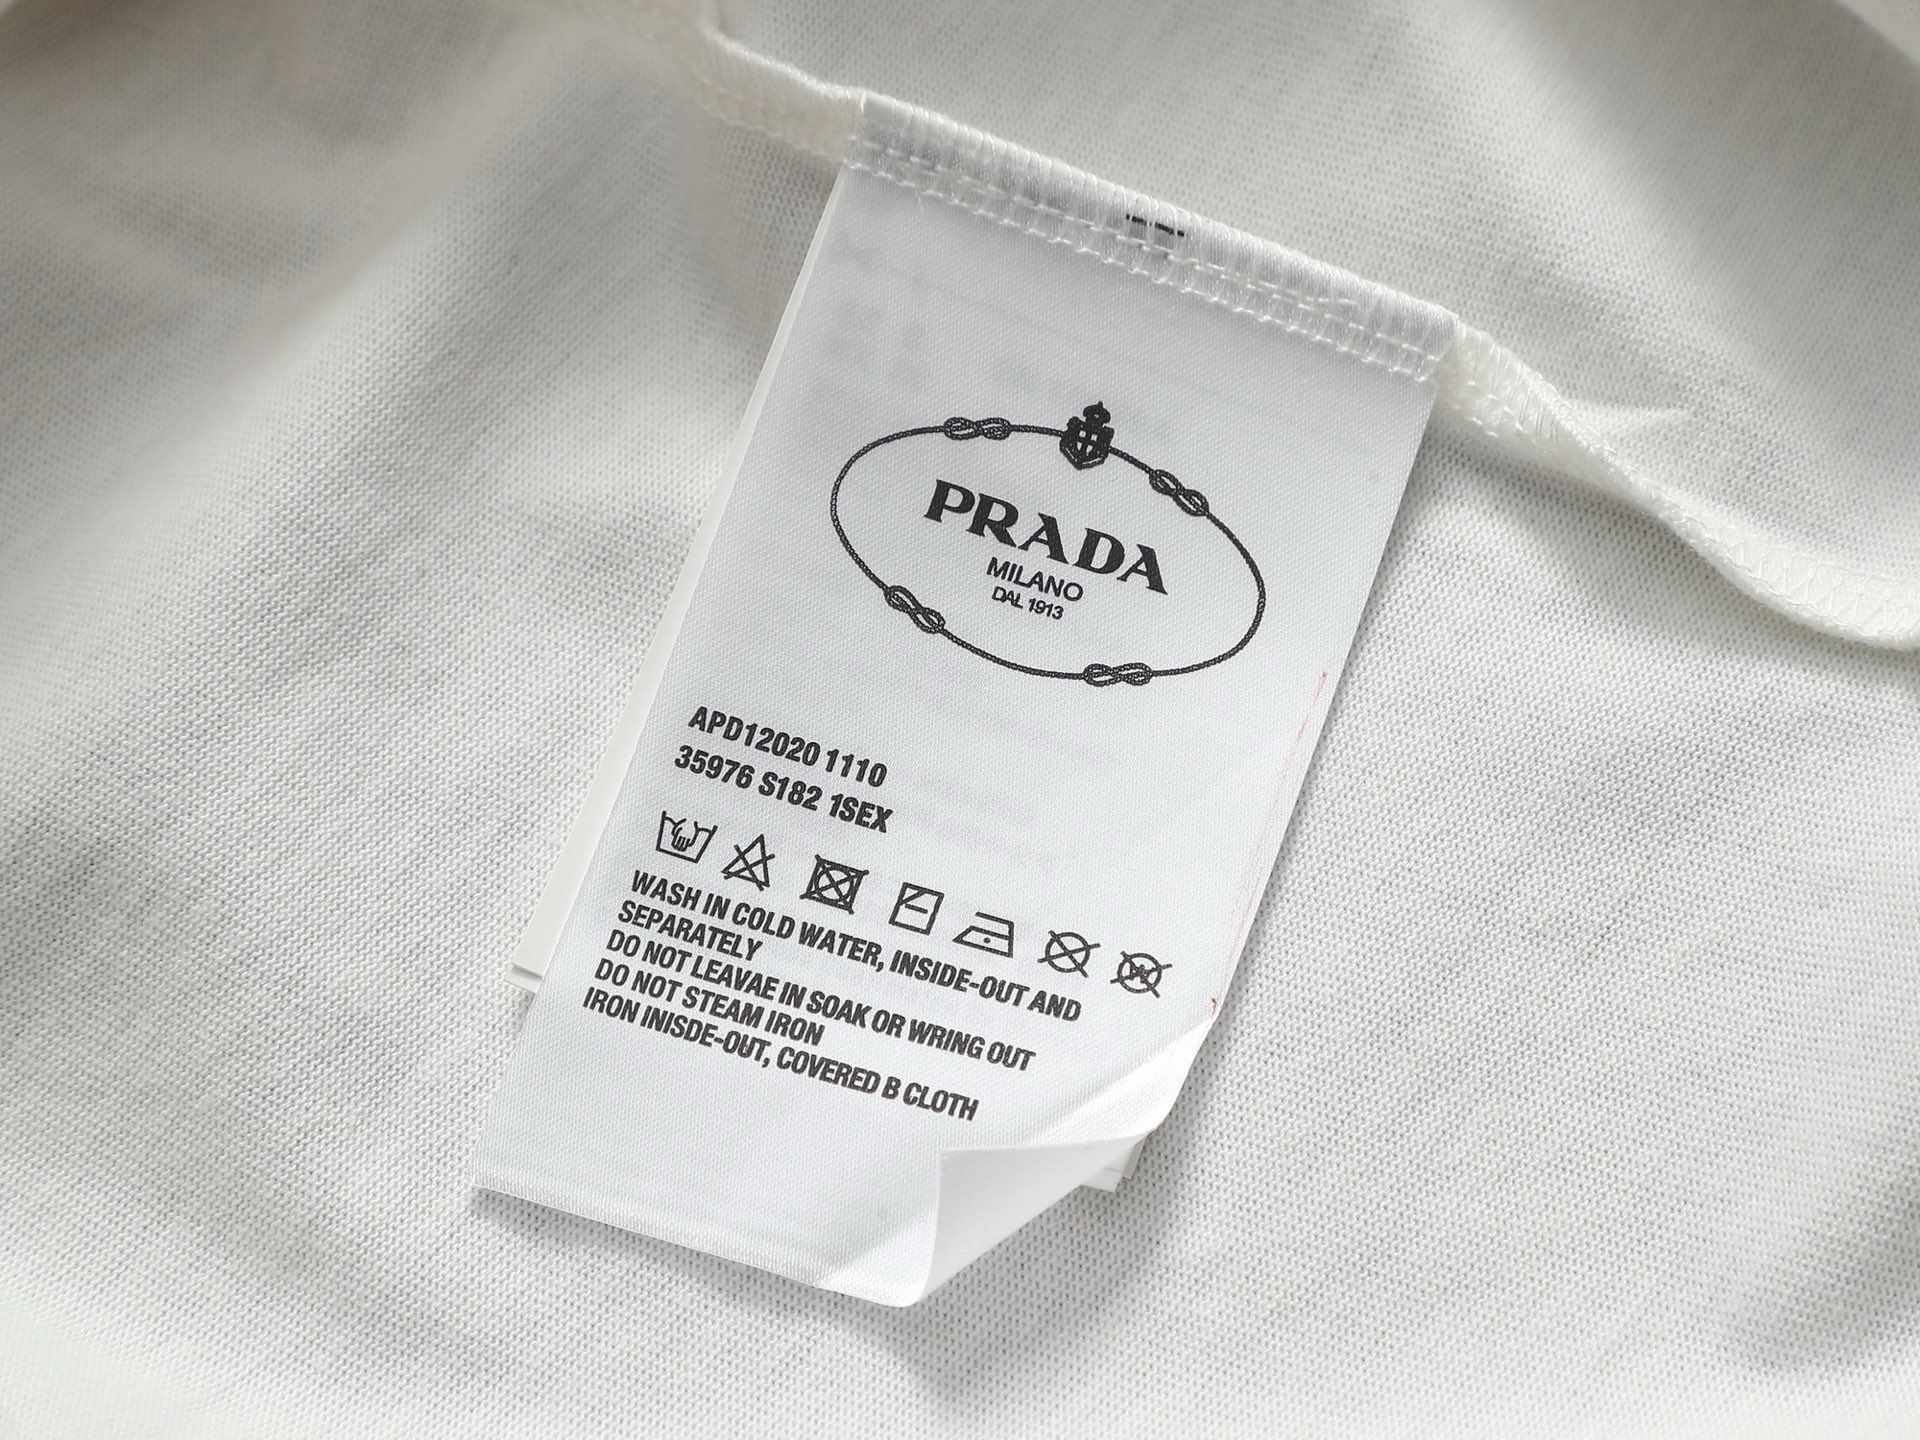 PRADA
MILANO
DAL 1913
APD12020 1110
35976 S182 1SEX
WASH IN COLD WATER, INSIDE-OUT AND
SEPARATELY
DO NOT LEAVAE IN SOAK OR WRING OUT
DO NOT STEAM IRON
IRON INISDE-OUT, COVERED B CLOTH